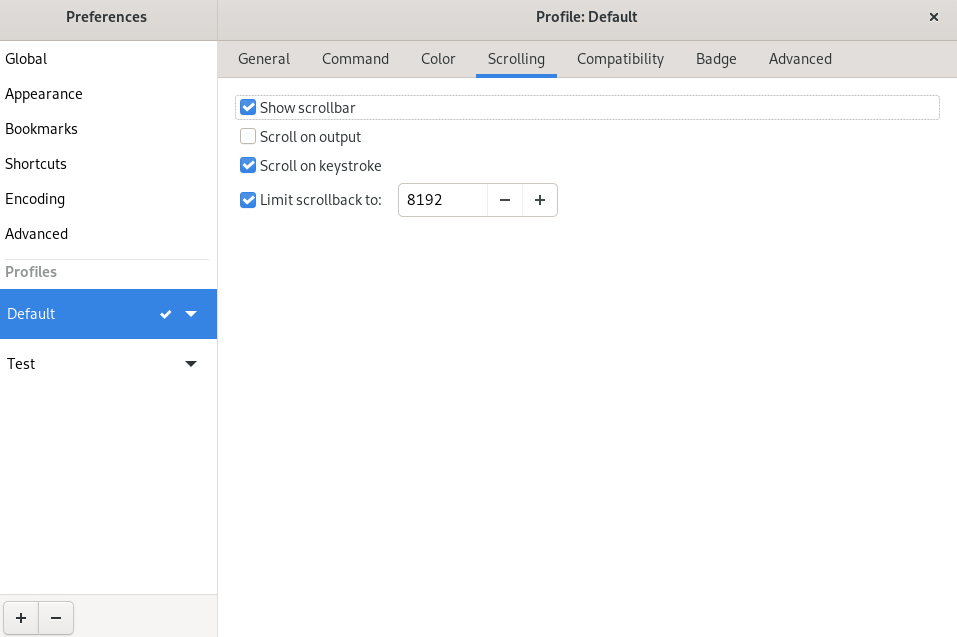 Preferences
Profile: Default
Global
Appearance
Bookmarks
Shortcuts
Encoding
Advanced
Profiles
Default
Test
General Command Color Scrolling Compatibility Badge Advanced
Show scrollbar
Scroll on output
Scroll on keystroke
Limit scrollback to: 8192